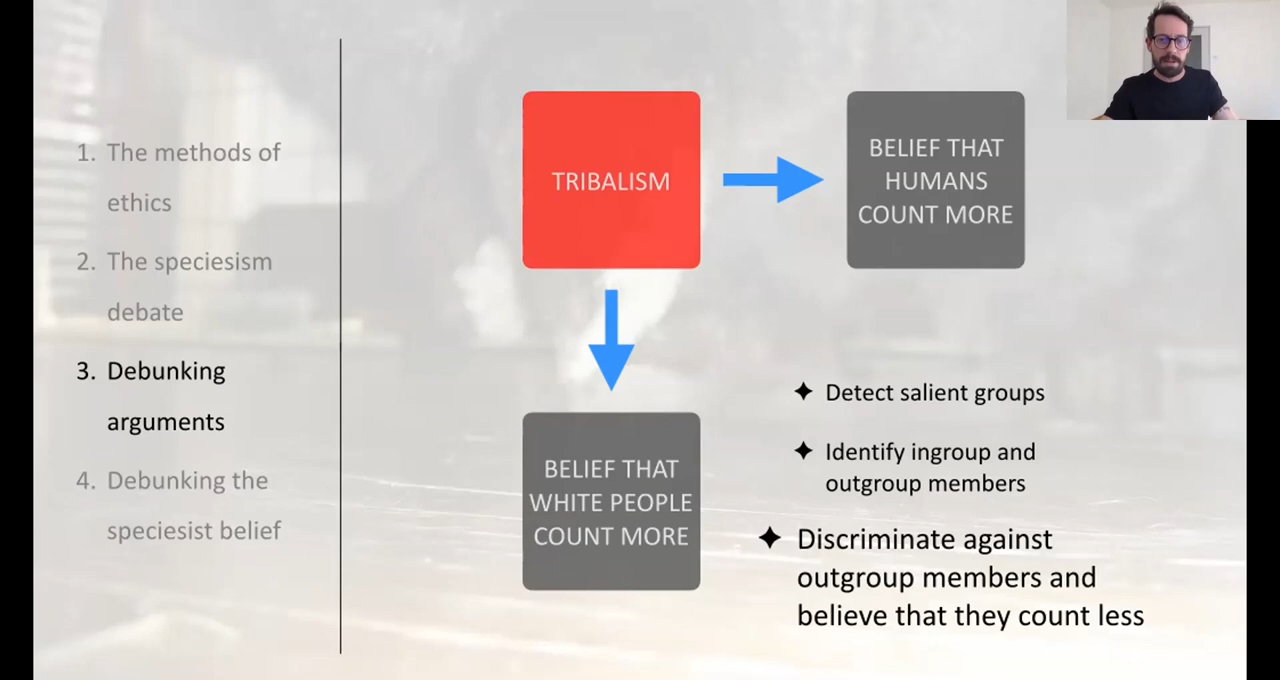 1. The methods of
ethics
2. The speciesism
debate
3. Debunking
arguments
4. Debunking the
speciesist belief
TRIBALISM
BELIEF THAT
HUMANS
COUNT MORE
BELIEF THAT
WHITE PEOPLE
COUNT MORE
✦ Detect salient groups
✦ Identify ingroup and
outgroup members
✦ Discriminate against
outgroup members and
believe that they count less